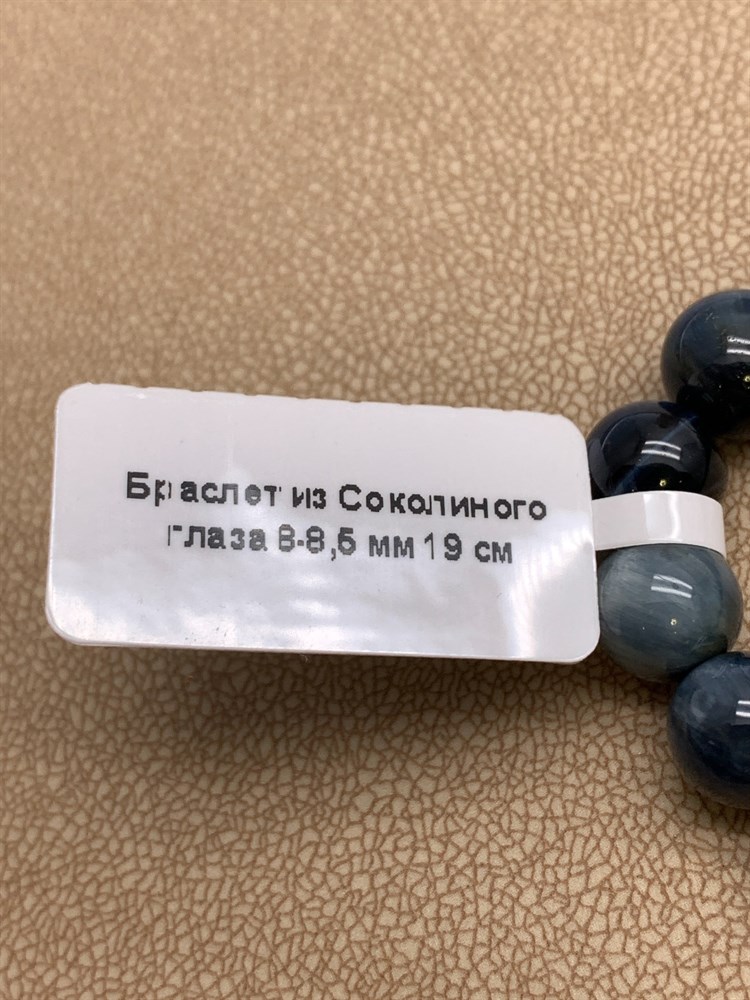 Браслет из Соколиного
глаза 8-8,5 мм 19 см